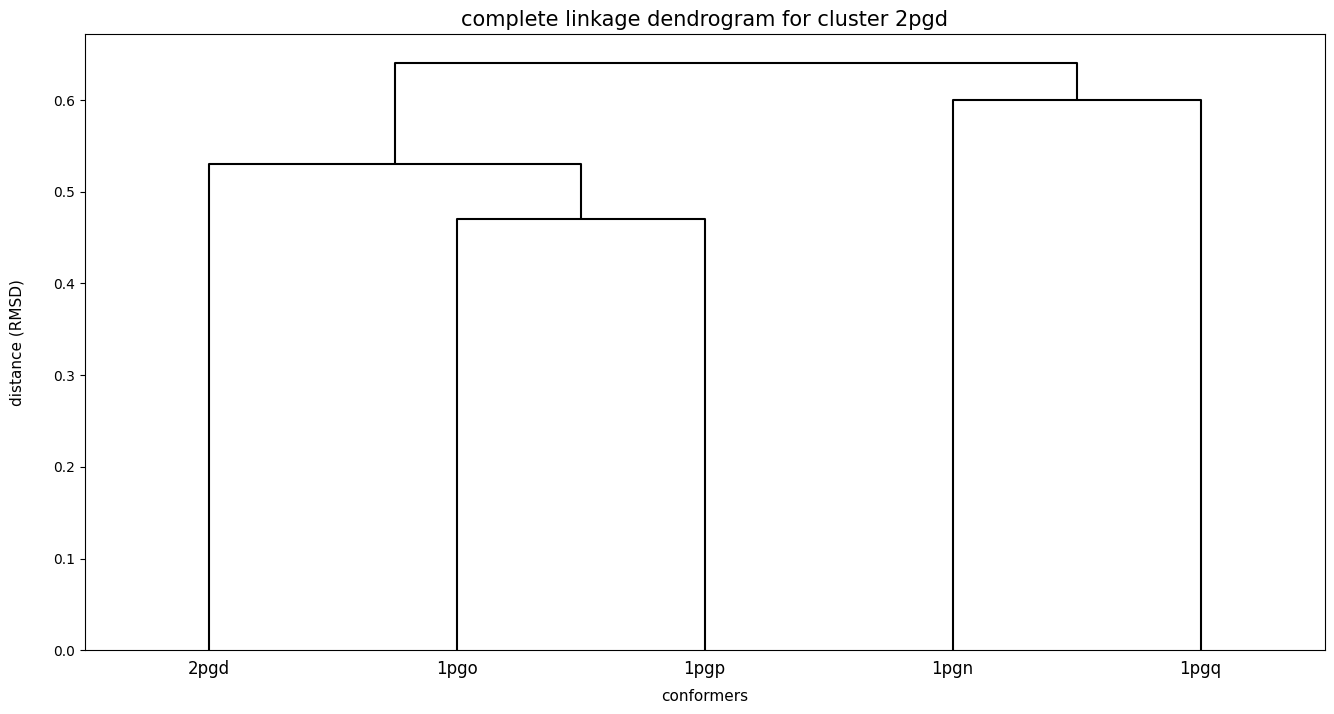 complete linkage dendrogram for cluster 2pgd
0.6
0.5
0.4
0.3
0.2
0.1
0.0
distance (RMSD)
2pgd 1pgo 1pgp 1pgn 1pgq
conformers